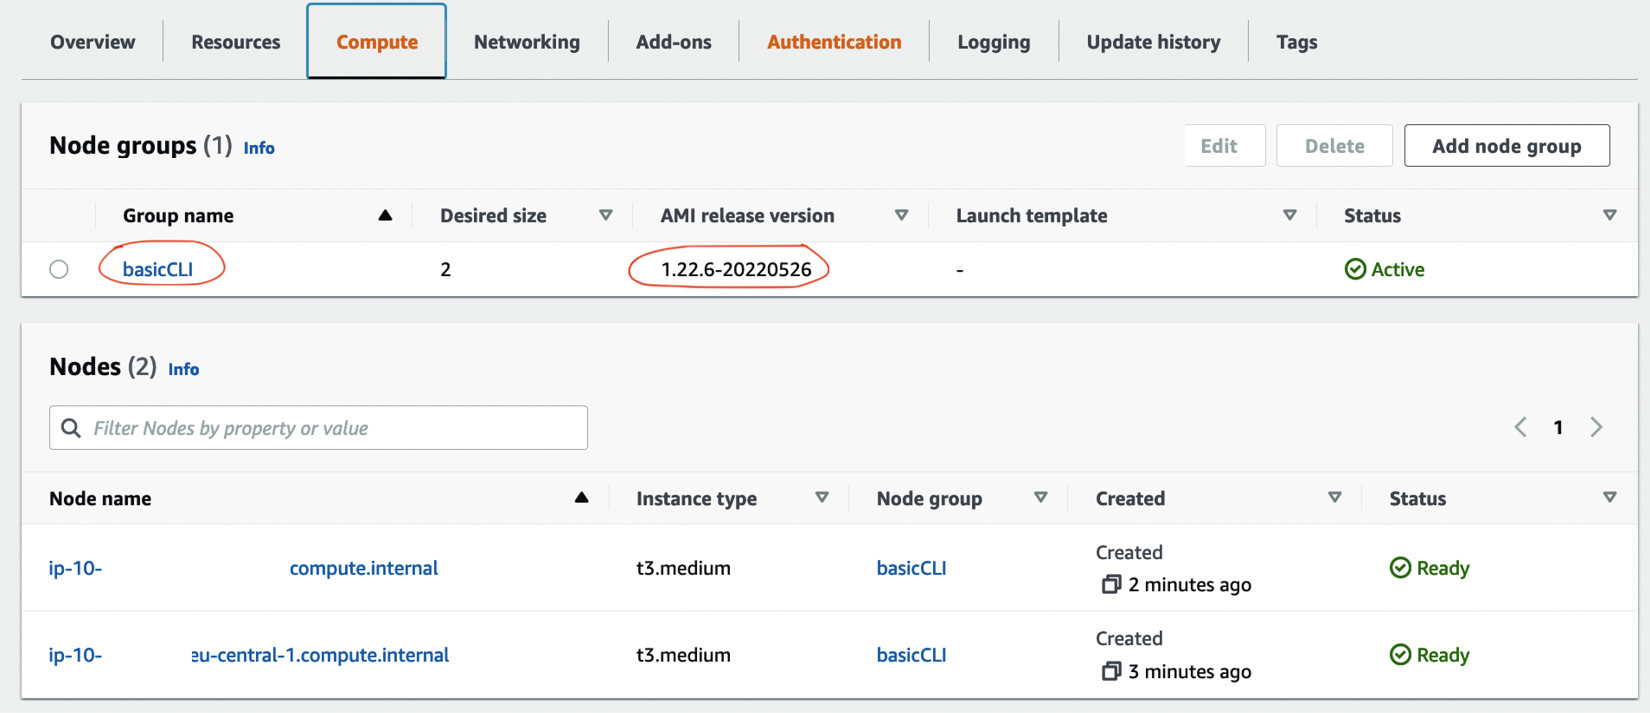 Overview Resources Compute Networking Add-ons Authentication Logging Update history Tags
Node groups (1) Info Edit Delete Add node group
Group name Desired size AMI release version Launch template Status
basicCLI 2 1.22.6-20220526 - Active
Nodes (2) Info
Filter Nodes by property or value 1
Node name Instance type Node group Created Status
ip-10- compute.internal t3.medium basicCLI Created Ready
2 minutes ago
ip-10- eu-central-1.compute.internal t3.medium basicCLI Created Ready
3 minutes ago